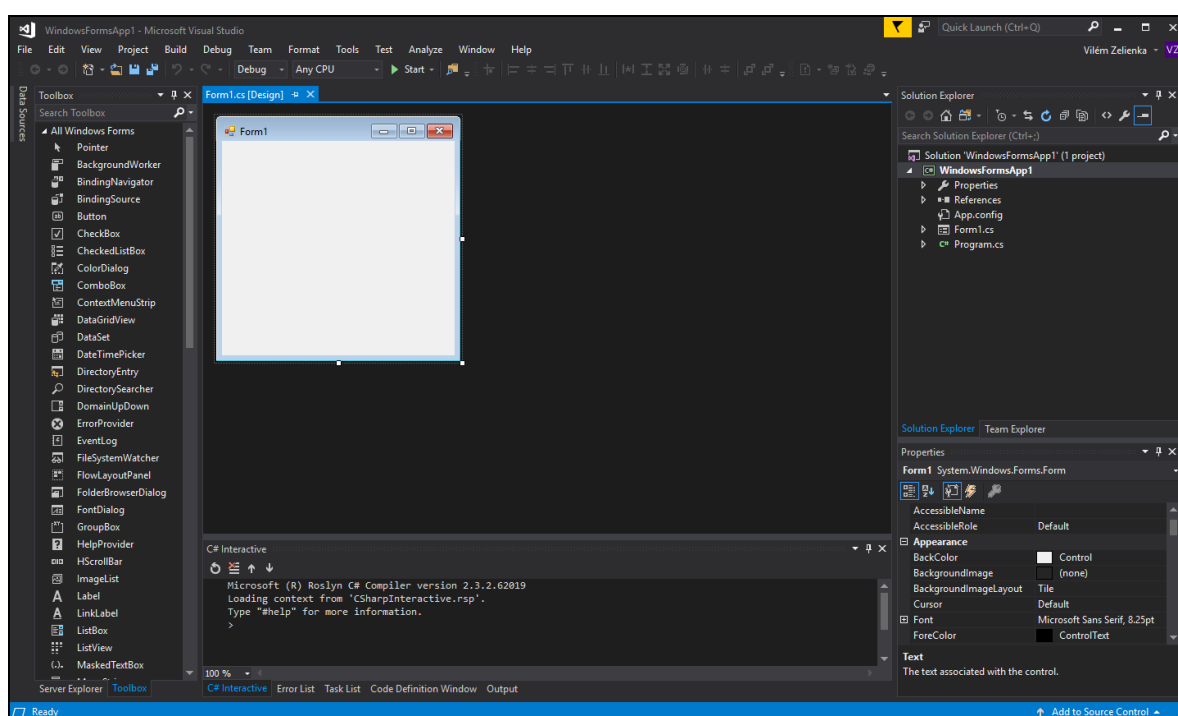 WindowsFormsApp1 - Microsoft Visual Studio
Quick Launch (Ctrl+Q)
File Edit View Project Build Debug Team Format Tools Test Analyze Window Help
Vilém Zelienka VZ
Debug Any CPU Start
Data Sources
Toolbox
Search Toolbox
All Windows Forms
Pointer
BackgroundWorker
BindingNavigator
BindingSource
Button
CheckBox
CheckedListBox
ColorDialog
ComboBox
ContextMenuStrip
DataGridView
DataSet
DateTimePicker
DirectoryEntry
DirectorySearcher
DomainUpDown
ErrorProvider
EventLog
FileSystemWatcher
FlowLayoutPanel
FolderBrowserDialog
FontDialog
GroupBox
HelpProvider
HScrollBar
ImageList
Label
LinkLabel
ListBox
ListView
MaskedTextBox
Server Explorer Toolbox
Form1.cs [Design]
Form1
C# Interactive
Microsoft (R) Roslyn C# Compiler version 2.3.2.62019
Loading context from 'CSharpInteractive.rsp'.
Type "#help" for more information.
>
100 %
C# Interactive Error List Task List Code Definition Window Output
Solution Explorer
Search Solution Explorer (Ctrl+;)
Solution 'WindowsFormsApp1' (1 project)
WindowsFormsApp1
Properties
References
App.config
Form1.cs
C# Program.cs
Solution Explorer Team Explorer
Properties
Form1 System.Windows.Forms.Form
AccessibleName
AccessibleRole Default
Appearance
BackColor Control
BackgroundImage (none)
BackgroundImageLayout Tile
Cursor Default
Font Microsoft Sans Serif, 8.25pt
ForeColor ControlText
Text
The text associated with the control.
Ready
Add to Source Control